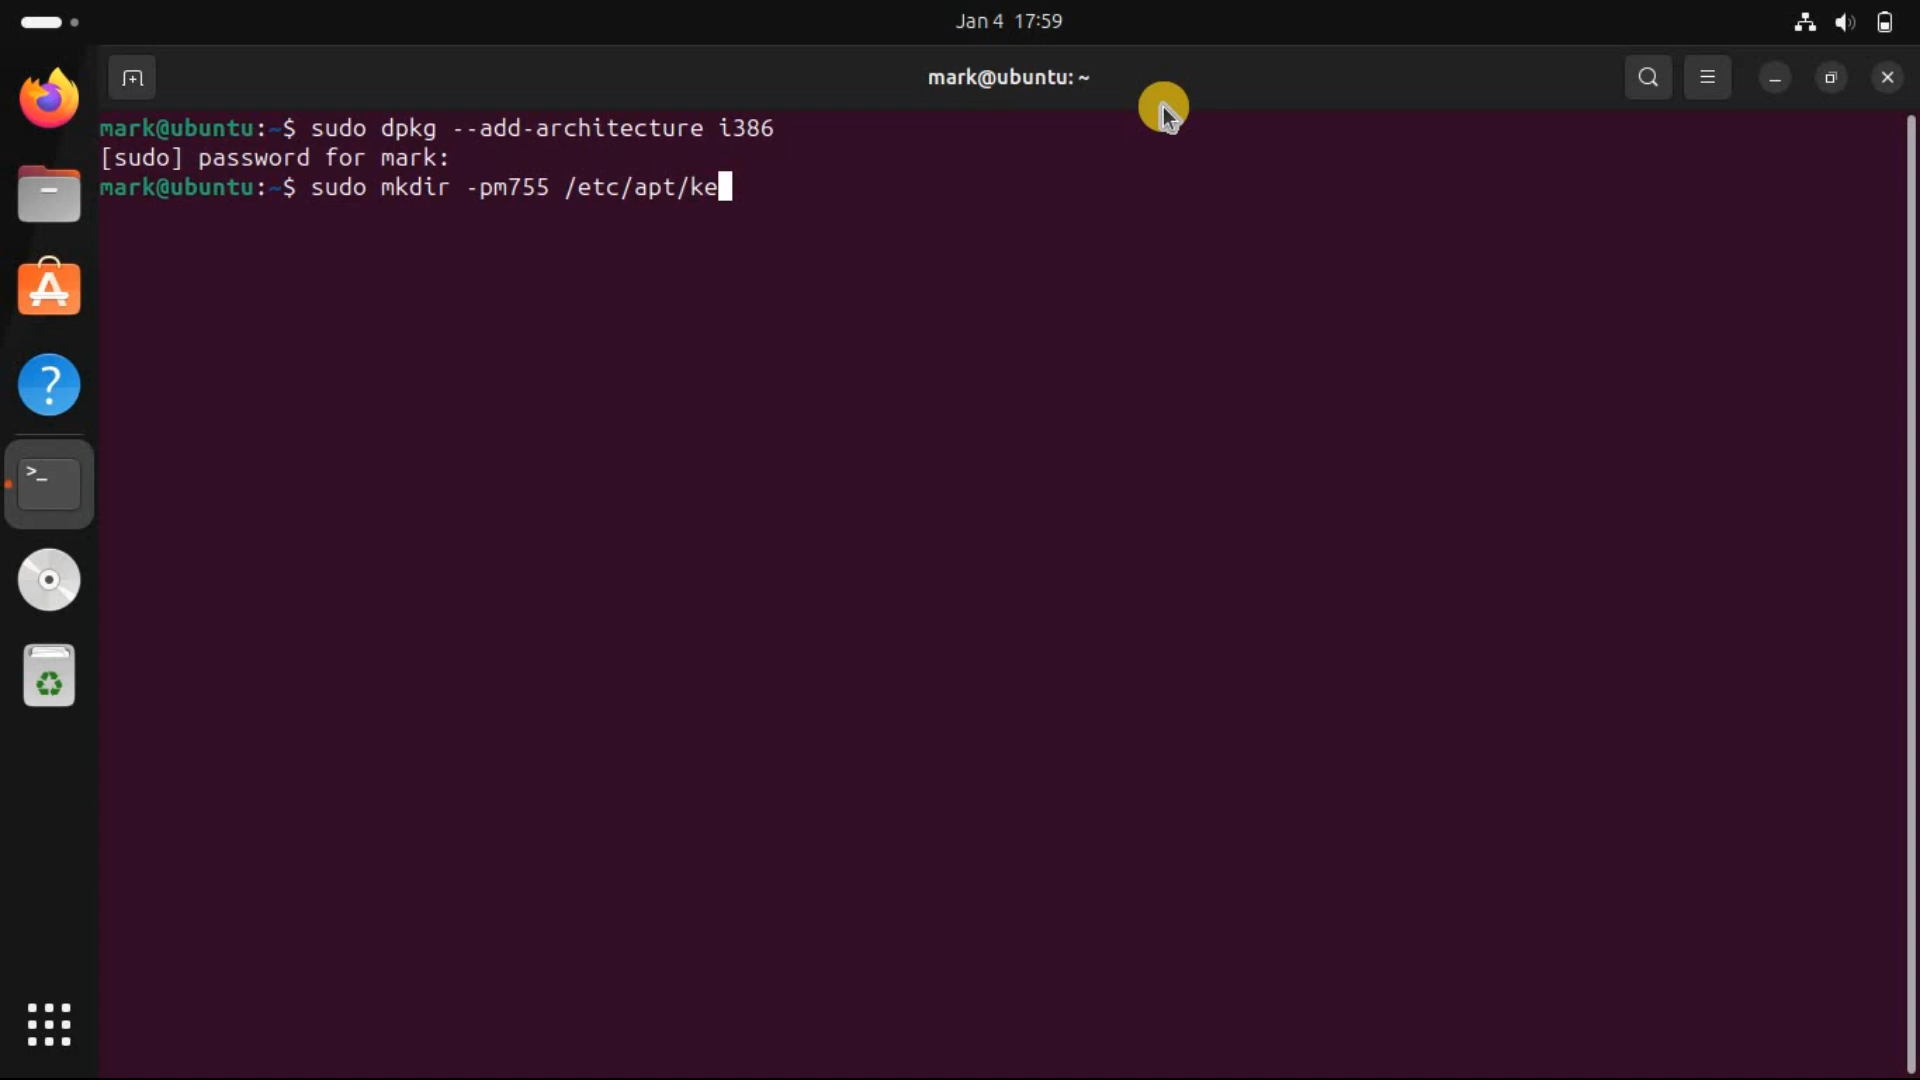 Jan 4 17:59
mark@ubuntu: ~
mark@ubuntu:~$ sudo dpkg --add-architecture i386
[sudo] password for mark:
mark@ubuntu:~$ sudo mkdir -pm755 /etc/apt/ke